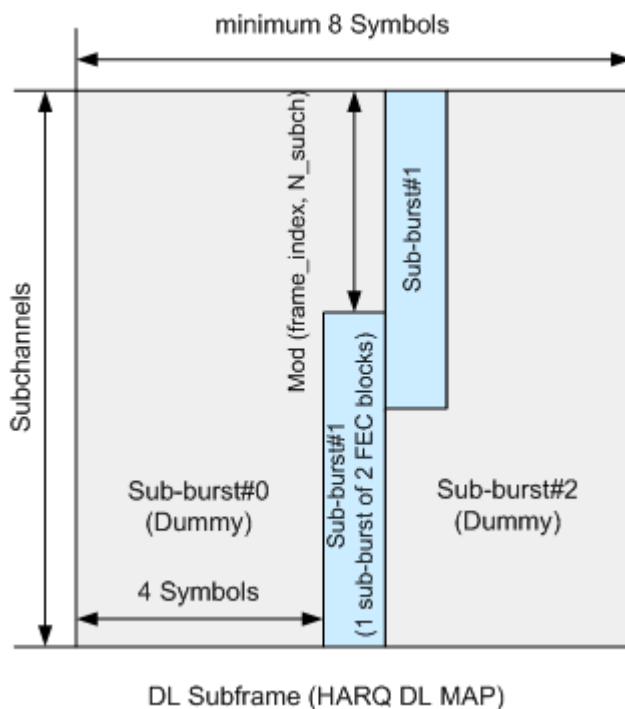 minimum 8 Symbols
Subchannels
Mod (frame_index, N_subch)
Sub-burst#1
Sub-burst#1
(1 sub-burst of 2 FEC blocks)
Sub-burst#0
(Dummy)
Sub-burst#2
(Dummy)
4 Symbols
DL Subframe (HARQ DL MAP)